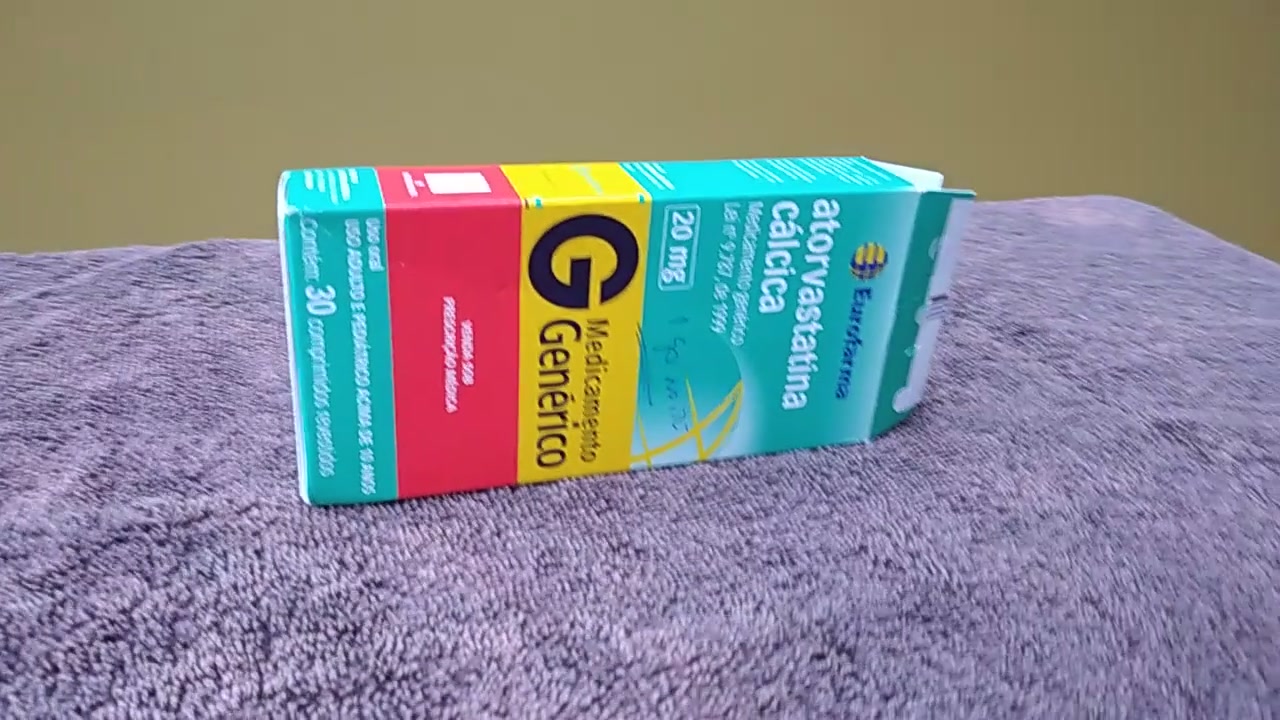 Eurofarma
atorvastatina
cálcica
Medicamento genérico
Lei nº 9.787, de 1999
20 mg
Medicamento
Genérico
G
VENDA SOB
PRESCRIÇÃO MÉDICA
Uso oral
USO ADULTO E PEDIÁTRICO ACIMA DE 10 ANOS
Contém 30 comprimidos revestidos